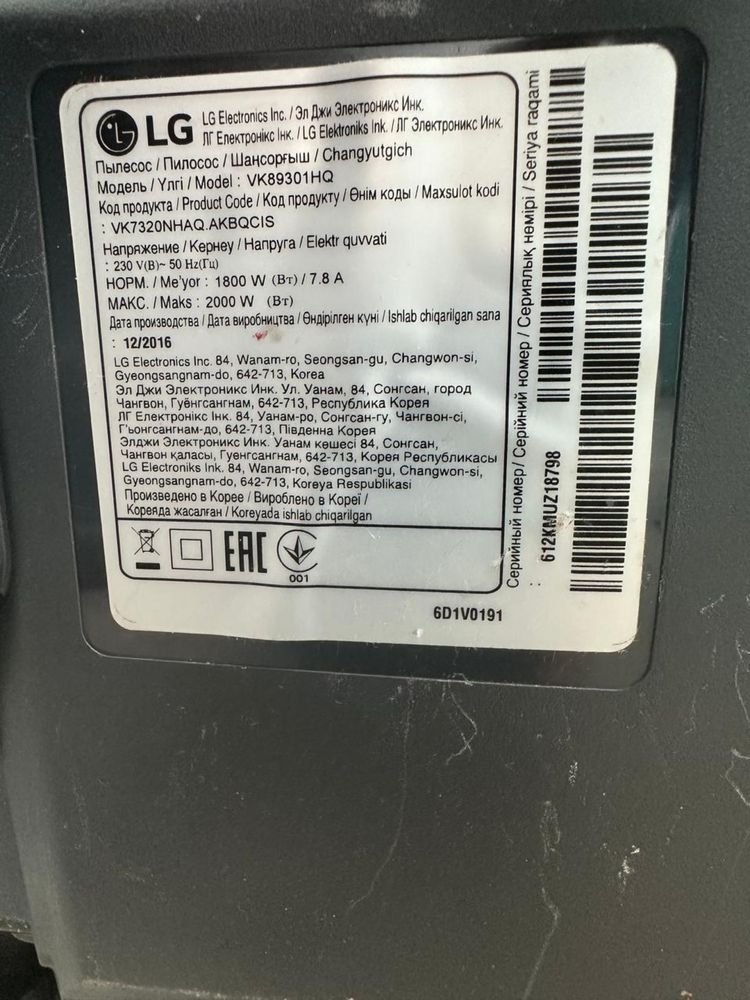 LG
LG Electronics Inc. / Эл Джи Электроникс Инк.
ЛГ Електронікс Інк. / LG Elektroniks Ink. / ЛГ Электроникс Инк.
Пылесос / Пилосос / Шаңсорғыш / Changyutgich
Модель / Үлгі / Model : VK89301HQ
Код продукта / Product Code / Код продукту / Өнім коды / Maxsulot kodi
: VK7320NHAQ.AKBQCIS
Напряжение / Кернеу / Напруга / Elektr quvvati
: 230 V(В)~ 50 Hz(Гц)
НОРМ. / Me'yor : 1800 W (Вт) / 7.8 A
МАКС. / Maks : 2000 W (Вт)
Дата производства / Дата виробництва / Өндірілген күні / Ishlab chiqarilgan sana
: 12/2016
LG Electronics Inc. 84, Wanam-ro, Seongsan-gu, Changwon-si,
Gyeongsangnam-do, 642-713, Korea
Эл Джи Электроникс Инк. Ул. Уанам, 84, Сонгсан, город
Чангвон, Гуёнгсангнам, 642-713, Республика Корея
ЛГ Електронікс Інк. 84, Уанам-ро, Сонгсан-гу, Чангвон-сі,
Г'ьонгсангнам-до, 642-713, Південна Корея
Элджи Электроникс Инк. Уанам көшесі 84, Сонгсан,
Чангвон қаласы, Гуенгсангнам, 642-713, Корея Республикасы
LG Electroniks Ink. 84, Wanam-ro, Seongsan-gu, Changwon-si,
Gyeongsangnam-do, 642-713, Koreya Respublikasi
Произведено в Корее / Вироблено в Кореї /
Кореяда жасалған / Koreyada ishlab chiqarilgan
EAC
001
6D1V0191
Серийный номер / Серійний номер / Сериялық нөмірі / Seriya raqami
: 612KMUZ18798